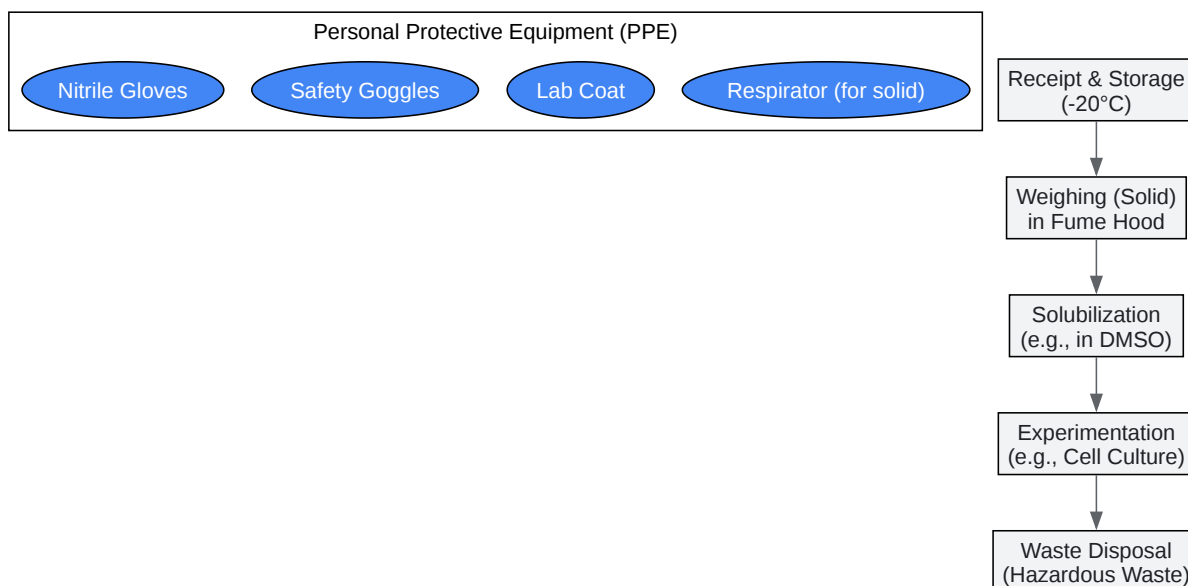 Personal Protective Equipment (PPE)
Nitrile Gloves
Safety Goggles
Lab Coat
Respirator (for solid)
Receipt & Storage
(-20°C)
Weighing (Solid)
in Fume Hood
Solubilization
(e.g., in DMSO)
Experimentation
(e.g., Cell Culture)
Waste Disposal
(Hazardous Waste)